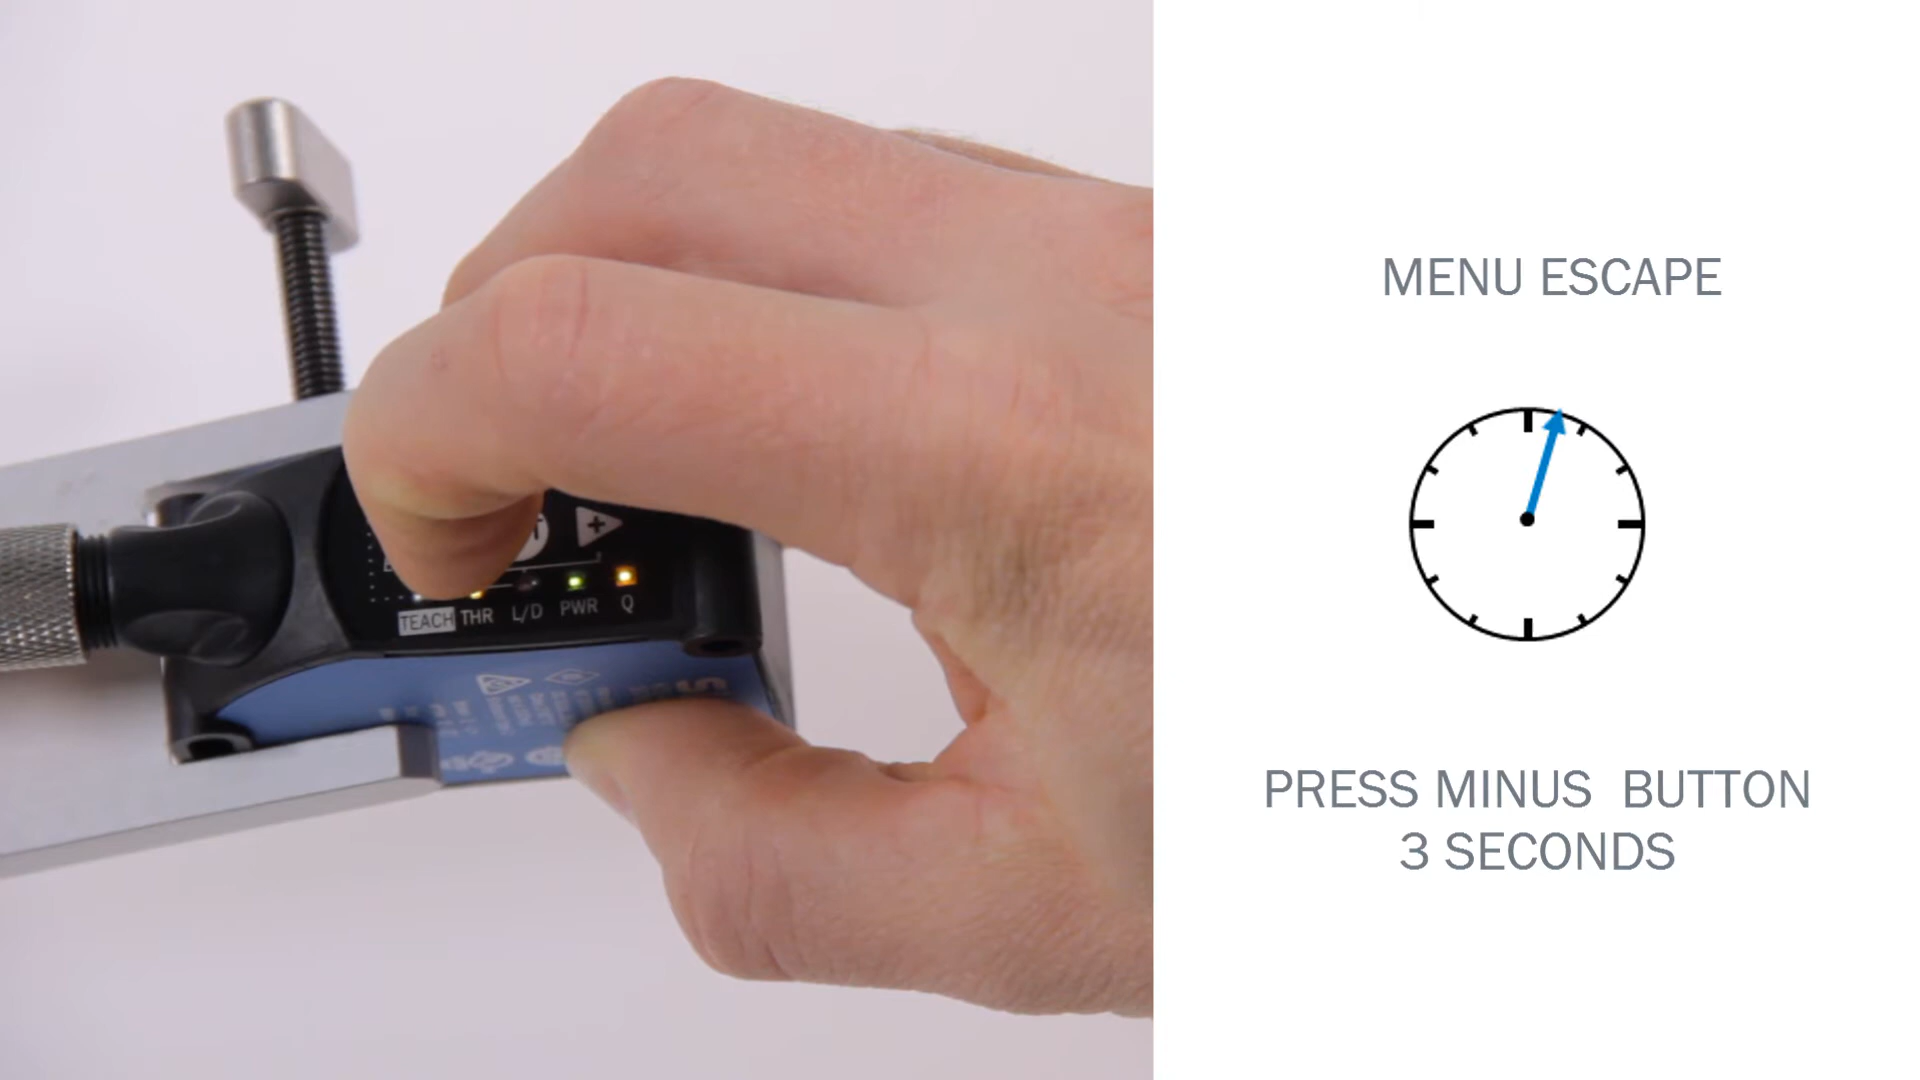 MENU ESCAPE
PRESS MINUS BUTTON
3 SECONDS
+
TEACH THR L/D PWR Q